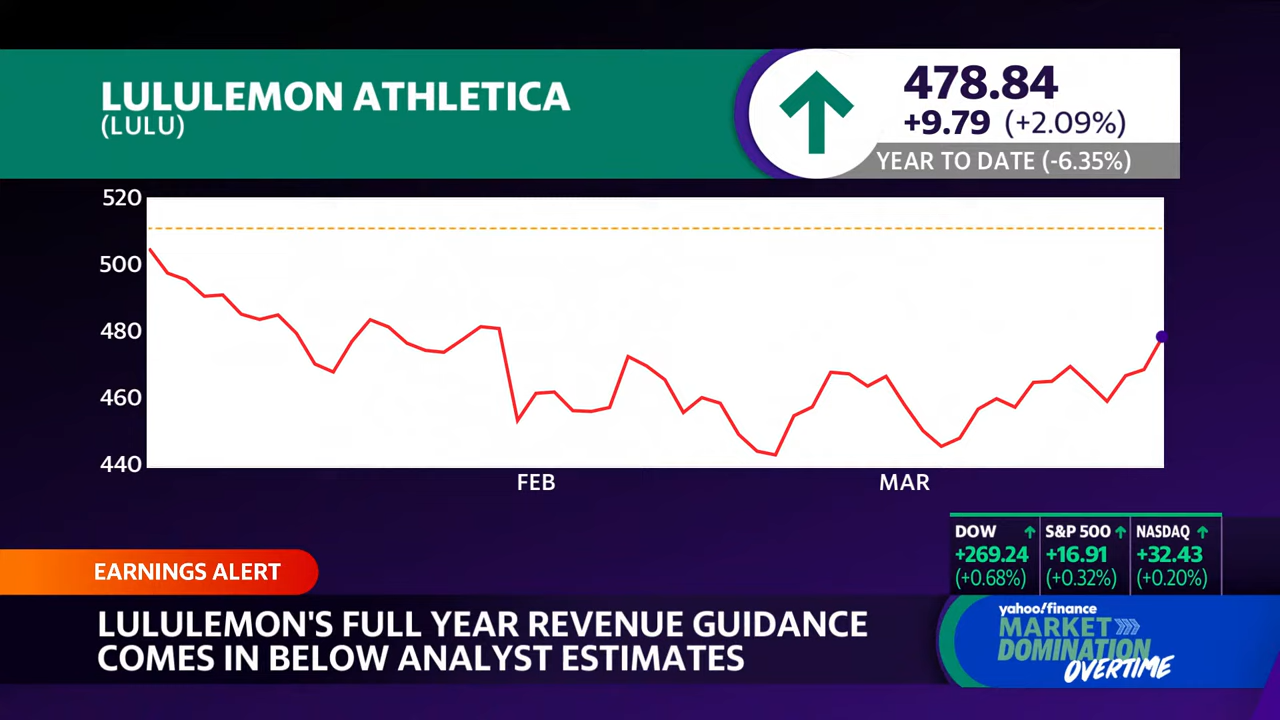 LULULEMON ATHLETICA
(LULU)
478.84
+9.79 (+2.09%)
YEAR TO DATE (-6.35%)
520
500
480
460
440
FEB
MAR
DOW
+269.24
(+0.68%)
S&P 500
+16.91
(+0.32%)
NASDAQ
+32.43
(+0.20%)
EARNINGS ALERT
LULULEMON'S FULL YEAR REVENUE GUIDANCE
COMES IN BELOW ANALYST ESTIMATES
yahoo!finance
MARKET
DOMINATION
OVERTIME